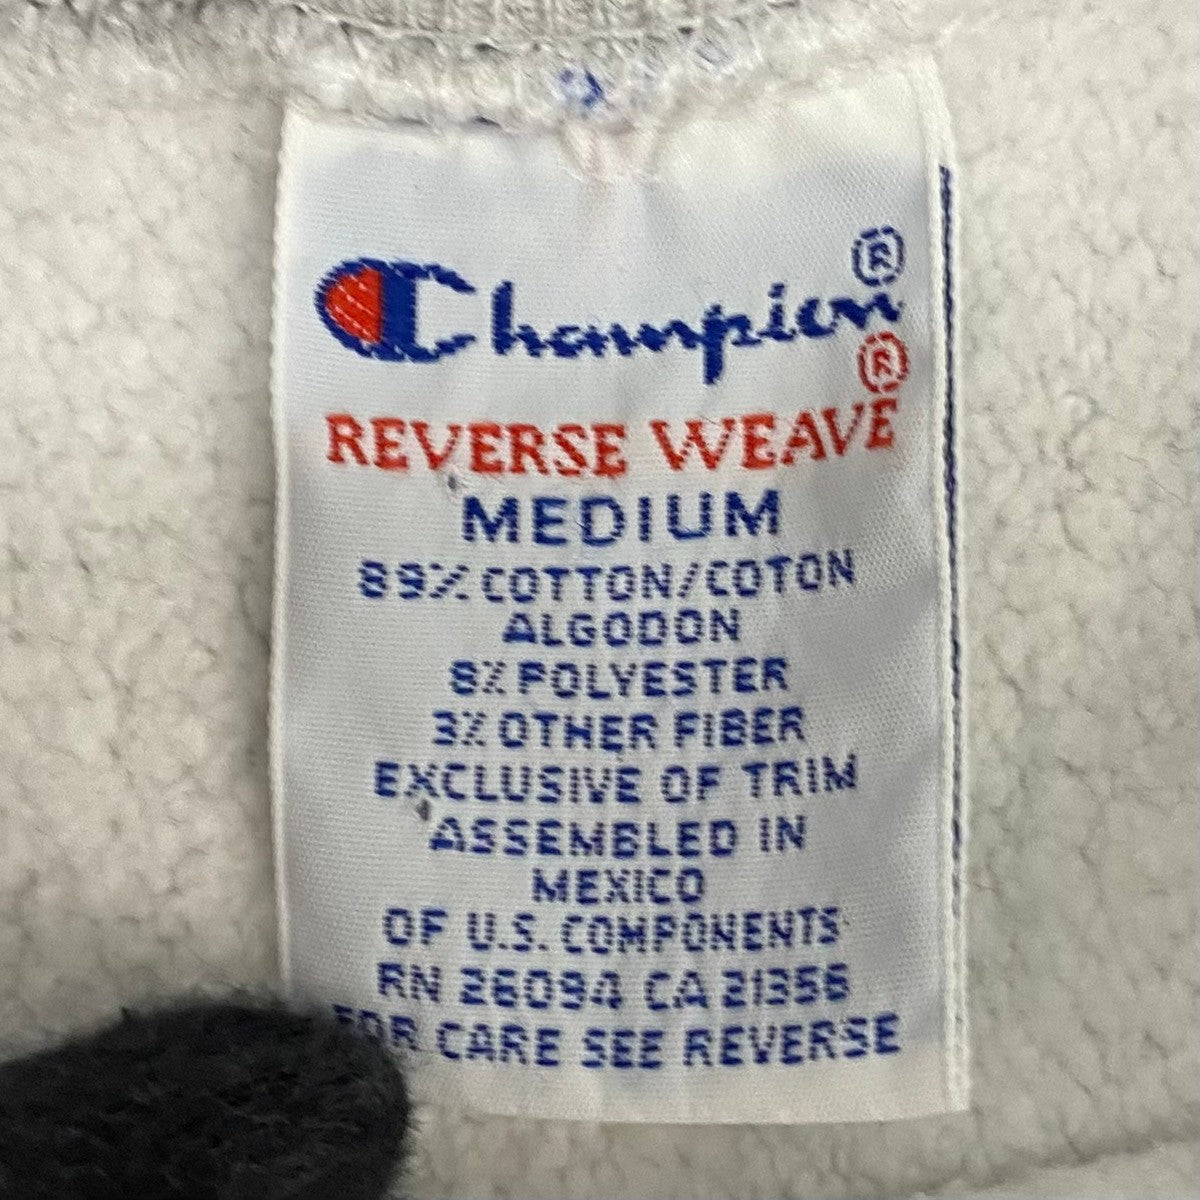 Champion®
REVERSE WEAVE®
MEDIUM
89% COTTON/COTON
ALGODON
8% POLYESTER
3% OTHER FIBER
EXCLUSIVE OF TRIM
ASSEMBLED IN
MEXICO
OF U.S. COMPONENTS
RN 26094 CA 21356
FOR CARE SEE REVERSE